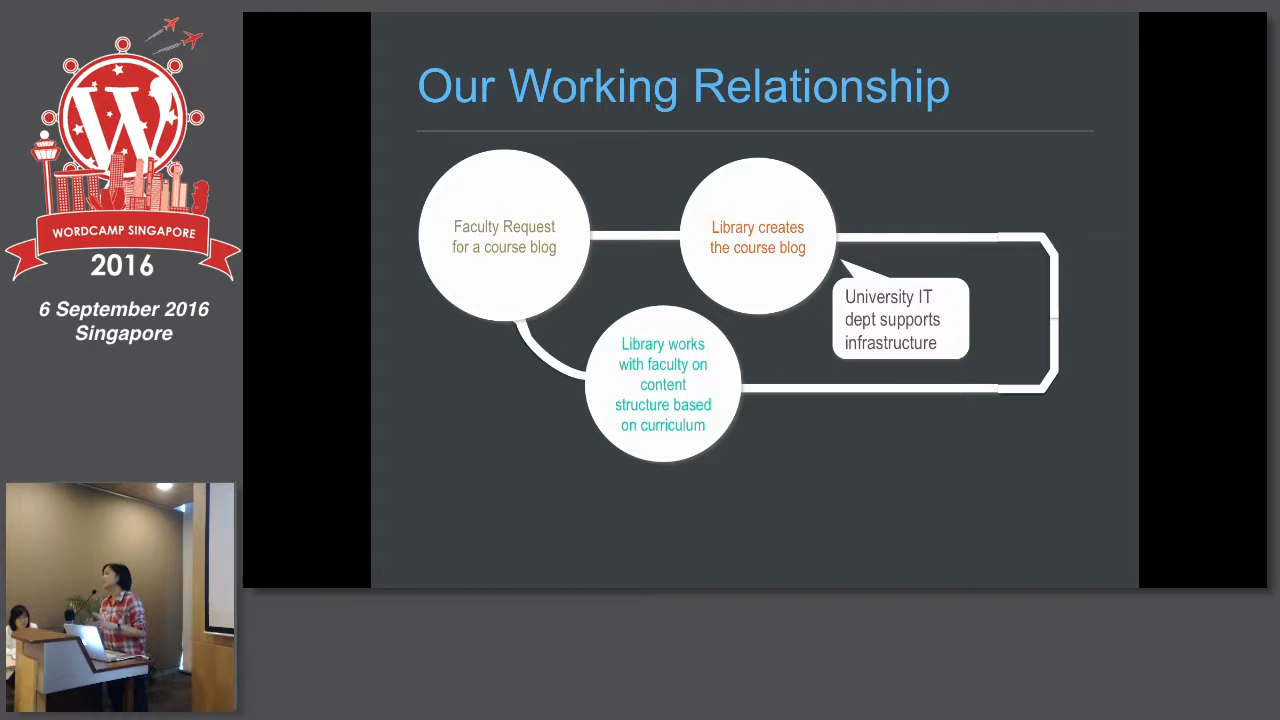 WORDCAMP SINGAPORE
2016
6 September 2016
Singapore
Our Working Relationship
Faculty Request
for a course blog
Library creates
the course blog
University IT
dept supports
infrastructure
Library works
with faculty on
content
structure based
on curriculum